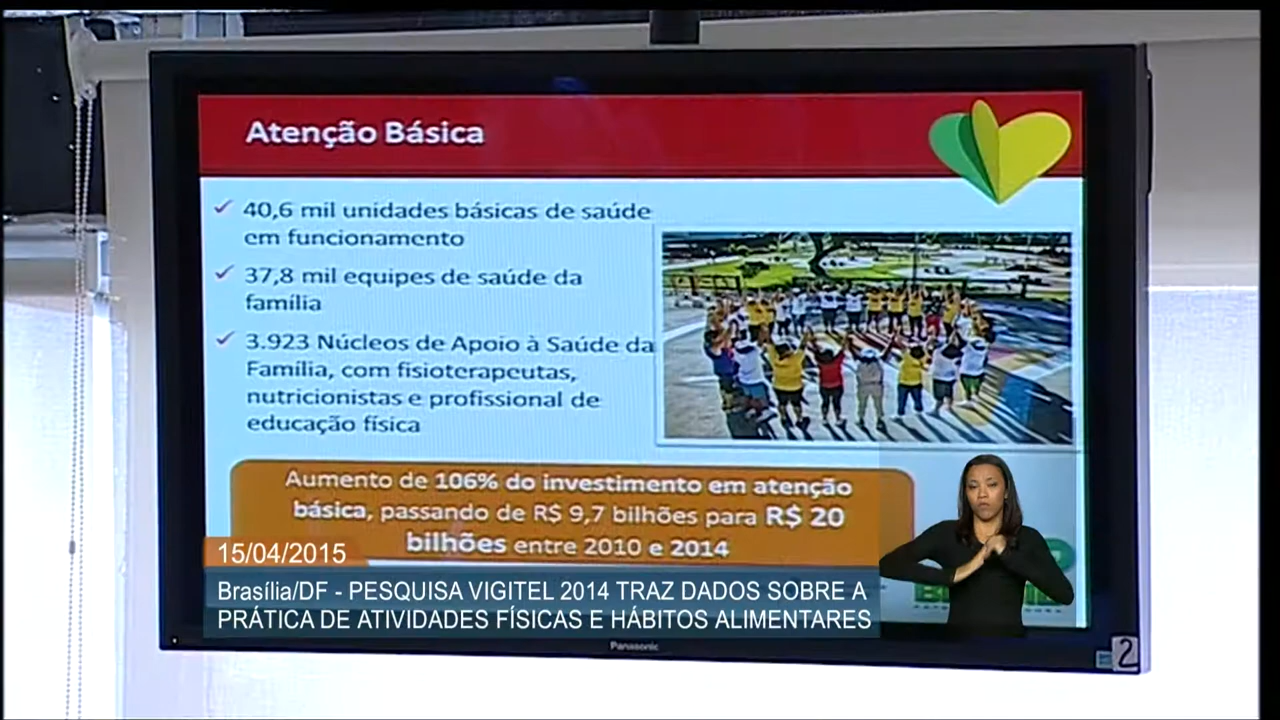 Atenção Básica
40,6 mil unidades básicas de saúde
em funcionamento
37,8 mil equipes de saúde da
família
3.923 Núcleos de Apoio à Saúde da
Família, com fisioterapeutas,
nutricionistas e profissional de
educação física
Aumento de 106% do investimento em atenção
básica, passando de R$ 9,7 bilhões para R$ 20
bilhões entre 2010 e 2014
15/04/2015
Brasília/DF - PESQUISA VIGITEL 2014 TRAZ DADOS SOBRE A
PRÁTICA DE ATIVIDADES FÍSICAS E HÁBITOS ALIMENTARES
Panasonic
2